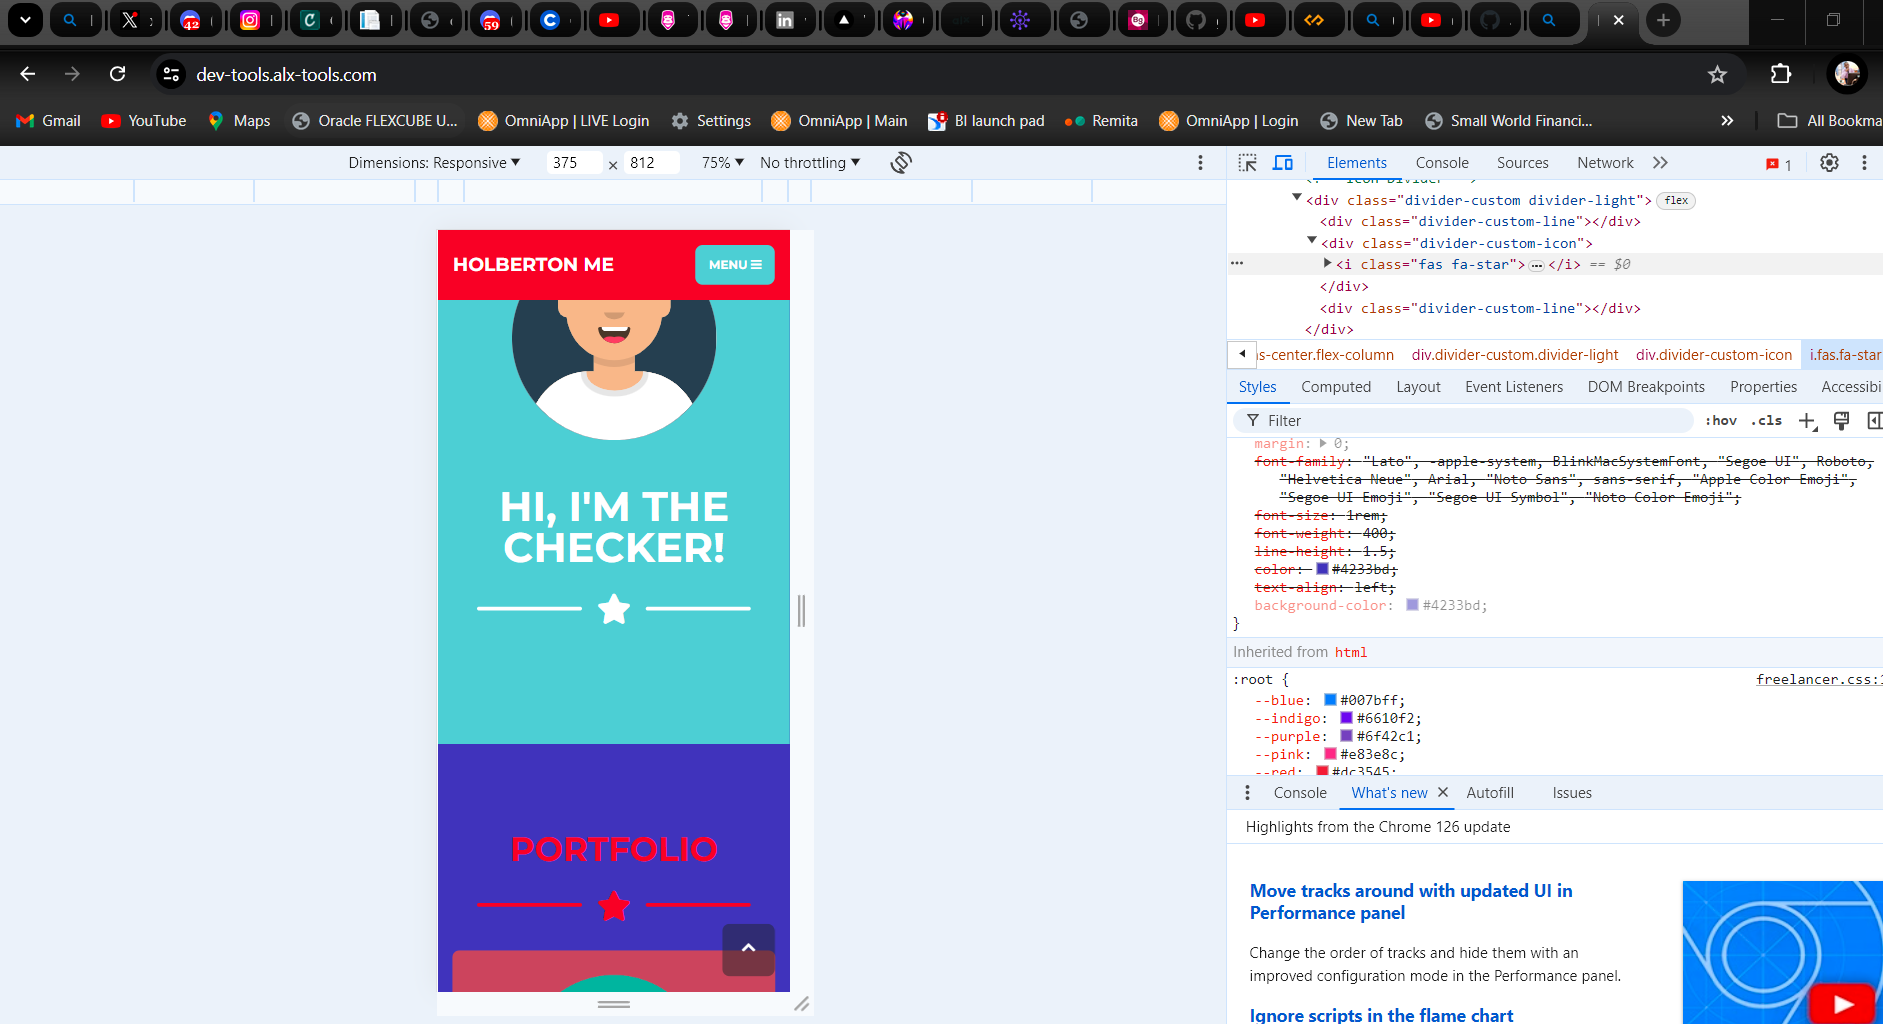 42
59
in
Bg
dev-tools.alx-tools.com
Gmail YouTube Maps Oracle FLEXCUBE U... OmniApp | LIVE Login Settings OmniApp | Main BI launch pad Remita OmniApp | Login New Tab Small World Financi... » All Bookma
Dimensions: Responsive ▼ 375 × 812 75% ▼ No throttling ▼
HOLBERTON ME
MENU
HI, I'M THE
CHECKER!
PORTFOLIO
Elements Console Sources Network 1
<div class="divider-custom divider-light"> flex
<div class="divider-custom-line"></div>
<div class="divider-custom-icon">
<i class="fas fa-star">…</i> == $0
</div>
<div class="divider-custom-line"></div>
</div>
s-center.flex-column div.divider-custom.divider-light div.divider-custom-icon i.fas.fa-star
Styles Computed Layout Event Listeners DOM Breakpoints Properties Accessibi
Filter :hov .cls
margin: 0;
font-family: "Lato", -apple-system, BlinkMacSystemFont, "Segoe UI", Roboto,
"Helvetica Neue", Arial, "Noto Sans", sans-serif, "Apple Color Emoji",
"Segoe UI Emoji", "Segoe UI Symbol", "Noto Color Emoji";
font-size: 1rem;
font-weight: 400;
line-height: 1.5;
color: #4233bd;
text-align: left;
background-color: #4233bd;
}
Inherited from html
:root { freelancer.css:1
--blue: #007bff;
--indigo: #6610f2;
--purple: #6f42c1;
--pink: #e83e8c;
--red: #dc3545;
Console What's new Autofill Issues
Highlights from the Chrome 126 update
Move tracks around with updated UI in
Performance panel
Change the order of tracks and hide them with an
improved configuration mode in the Performance panel.
Ignore scripts in the flame chart